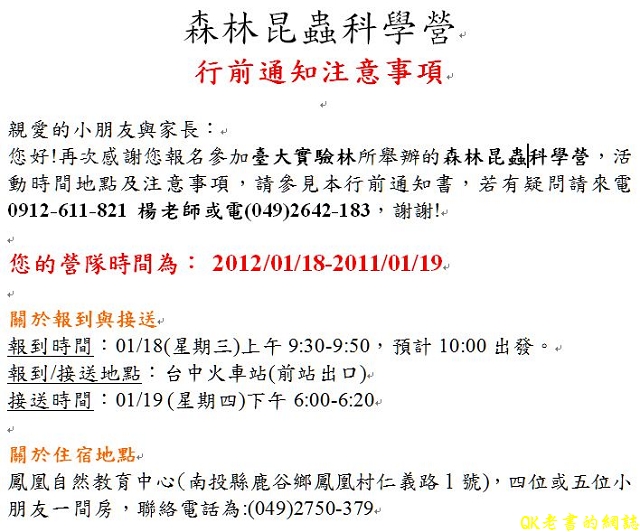 森林昆蟲科學營
行前通知注意事項
親愛的小朋友與家長：
您好!再次感謝您報名參加臺大實驗林所舉辦的森林昆蟲科學營，活
動時間地點及注意事項，請參見本行前通知書，若有疑問請來電
0912-611-821 楊老師或電(049)2642-183，謝謝!
您的營隊時間為： 2012/01/18-2011/01/19
關於報到與接送
報到時間：01/18(星期三)上午 9:30-9:50，預計 10:00 出發。
報到/接送地點：台中火車站(前站出口)
接送時間：01/19 (星期四)下午 6:00-6:20
關於住宿地點
鳳凰自然教育中心(南投縣鹿谷鄉鳳凰村仁義路 1 號)，四位或五位小
朋友一間房，聯絡電話為:(049)2750-379
OK老書的網誌